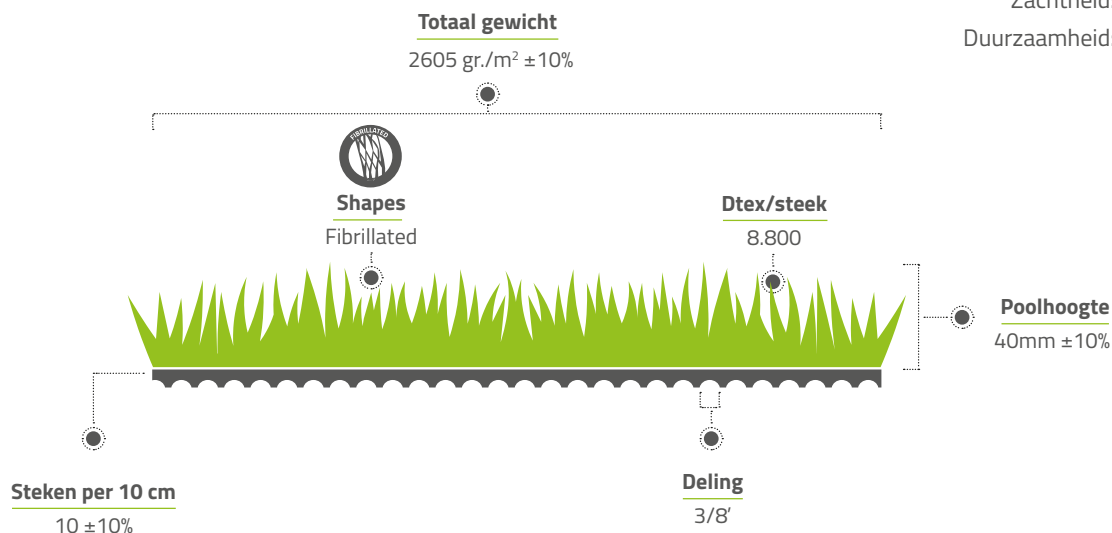 Zachtheid:
Duurzaamheid:
Totaal gewicht
2605 gr./m² ±10%
FIBRILLATED
Shapes
Fibrillated
Dtex/steek
8.800
Poolhoogte
40mm ±10%
Steken per 10 cm
10 ±10%
Deling
3/8’